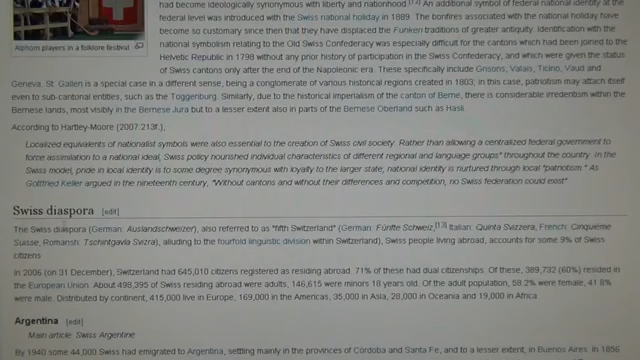 had become ideologically synonymous with liberty and nationhood.[12] An additional symbol of federal national identity at the
federal level was introduced with the Swiss national holiday in 1889. The bonfires associated with the national holiday have
become so customary since then that they have displaced the Funken traditions of greater antiquity. Identification with the
national symbolism relating to the Old Swiss Confederacy was especially difficult for the cantons which had been joined to the
Helvetic Republic in 1798 without any prior history of participation in the Swiss Confederacy, and which were given the status
of Swiss cantons only after the end of the Napoleonic era. These specifically include Grisons, Valais, Ticino, Vaud and
Alphorn players in a folklore festival.
Geneva. St. Gallen is a special case in a different sense, being a conglomerate of various historical regions created in 1803; in this case, patriotism may attach itself
even to sub-cantonal entities, such as the Toggenburg. Similarly, due to the historical imperialism of the canton of Berne, there is considerable irredentism within the
Bernese lands, most visibly in the Bernese Jura but to a lesser extent also in parts of the Bernese Oberland such as Hasli.
According to Hartley-Moore (2007:213f.),
Localized equivalents of nationalist symbols were also essential to the creation of Swiss civil society. Rather than allowing a centralized federal government to
force assimilation to a national ideal, Swiss policy nourished individual characteristics of different regional and language groups" throughout the country. In the
Swiss model, pride in local identity is to some degree synonymous with loyalty to the larger state; national identity is nurtured through local "patriotism." As
Gottfried Keller argued in the nineteenth century, "Without cantons and without their differences and competition, no Swiss federation could exist"
Swiss diaspora [edit]
The Swiss diaspora (German: Auslandschweizer), also referred to as "fifth Switzerland" (German: Fünfte Schweiz,[13] Italian: Quinta Svizzera, French: Cinquième
Suisse, Romansh: Tschintgavla Svizra), alluding to the fourfold linguistic division within Switzerland), Swiss people living abroad, accounts for some 9% of Swiss
citizens
In 2006 (on 31 December), Switzerland had 645,010 citizens registered as residing abroad. 71% of these had dual citizenships. Of these, 389,732 (60%) resided in
the European Union. About 498,395 of Swiss residing abroad were adults, 146,615 were minors 18 years old. Of the adult population, 58.2% were female, 41.8%
were male. Distributed by continent, 415,000 live in Europe, 169,000 in the Americas, 35,000 in Asia, 28,000 in Oceania and 19,000 in Africa
Argentina [edit]
Main article: Swiss Argentine
By 1940 some 44,000 Swiss had emigrated to Argentina, settling mainly in the provinces of Córdoba and Santa Fe, and to a lesser extent, in Buenos Aires. In 1856